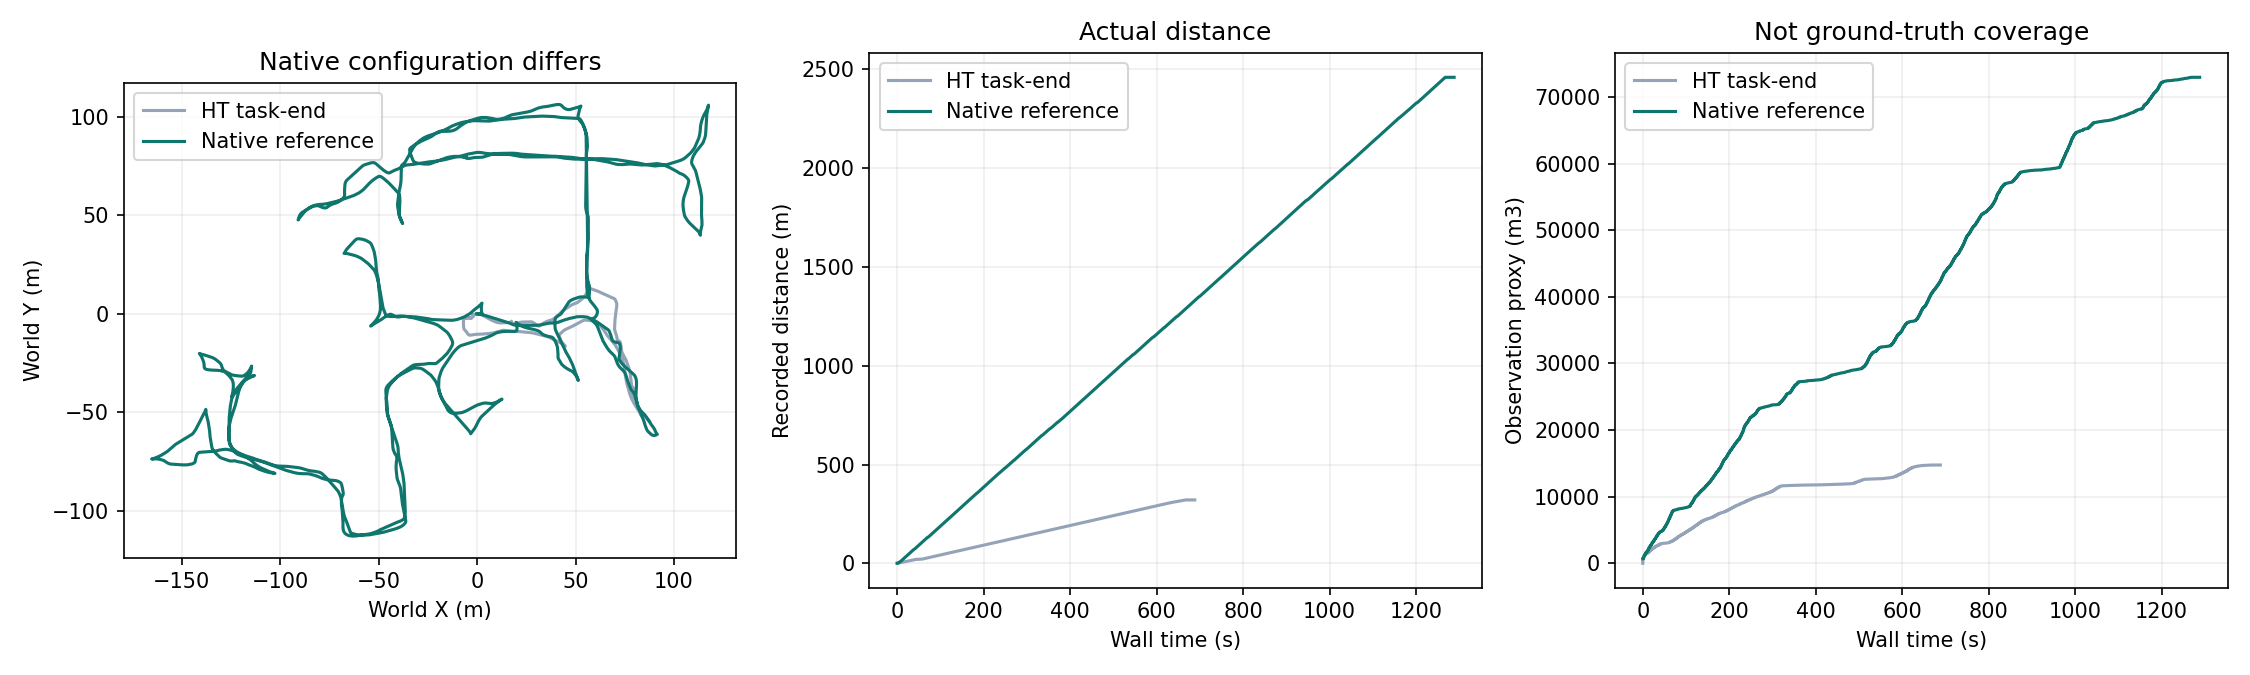 Native configuration differs
HT task-end
Native reference
100
50
0
−50
−100
World Y (m)
−150
−100
−50
0
50
100
World X (m)
Actual distance
HT task-end
Native reference
2500
2000
1500
1000
500
0
Recorded distance (m)
0
200
400
600
800
1000
1200
Wall time (s)
Not ground-truth coverage
HT task-end
Native reference
70000
60000
50000
40000
30000
20000
10000
0
Observation proxy (m3)
0
200
400
600
800
1000
1200
Wall time (s)